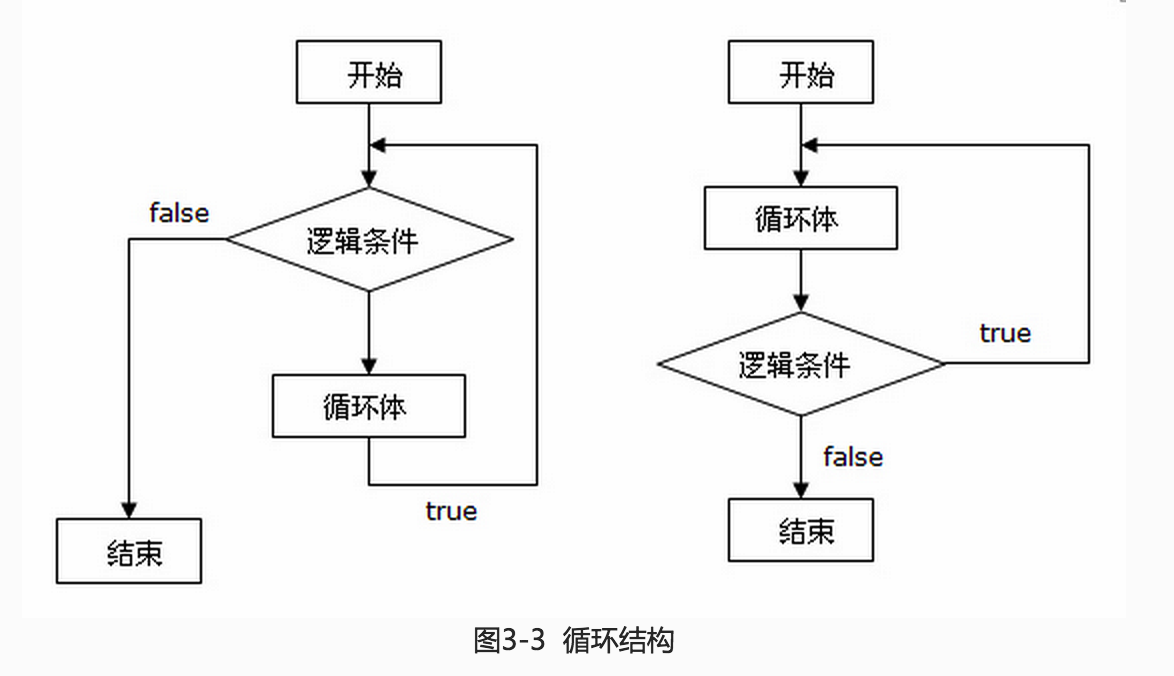 开始
false
逻辑条件
循环体
true
结束
开始
循环体
逻辑条件
true
false
结束
图3-3 循环结构